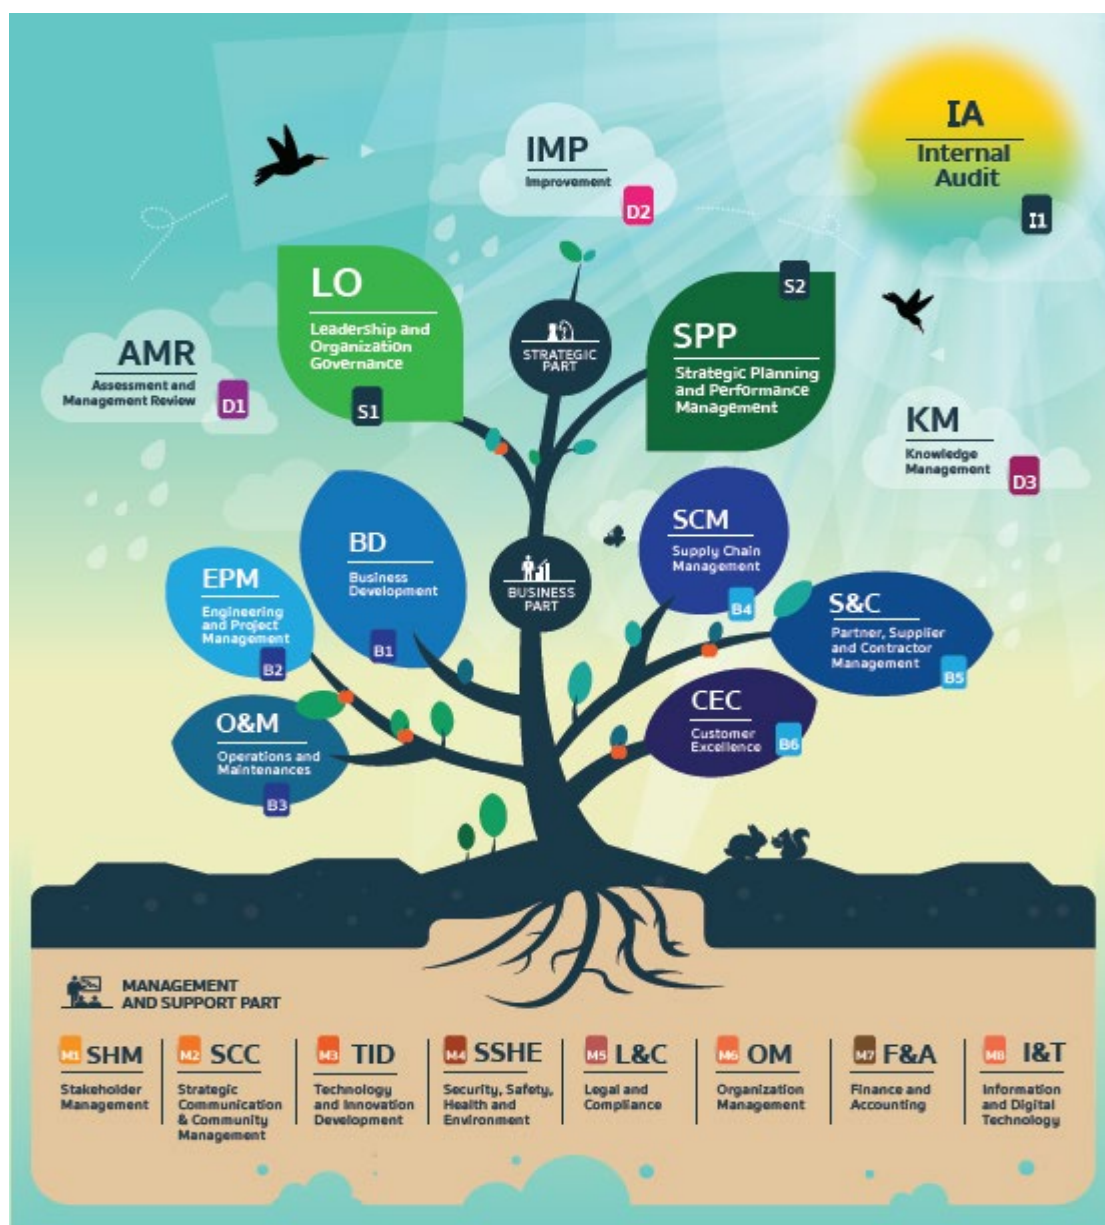 IA
Internal
Audit
I1
IMP
Improvement
D2
LO
Leadership and
Organization
Governance
S1
STRATEGIC
PART
S2
SPP
Strategic Planning
and Performance
Management
AMR
Assessment and
Management Review
D1
KM
Knowledge
Management
D3
BD
Business
Development
B1
BUSINESS
PART
SCM
Supply Chain
Management
B4
EPM
Engineering
and Project
Management
B2
S&C
Partner, Supplier
and Contractor
Management
B5
O&M
Operations and
Maintenances
B3
CEC
Customer
Excellence
B6
MANAGEMENT
AND SUPPORT PART
M1 SHM
Stakeholder
Management
M2 SCC
Strategic
Communication
& Community
Management
M3 TID
Technology
and Innovation
Development
M4 SSHE
Security, Safety,
Health and
Environment
M5 L&C
Legal and
Compliance
M6 OM
Organization
Management
M7 F&A
Finance and
Accounting
M8 I&T
Information
and Digital
Technology